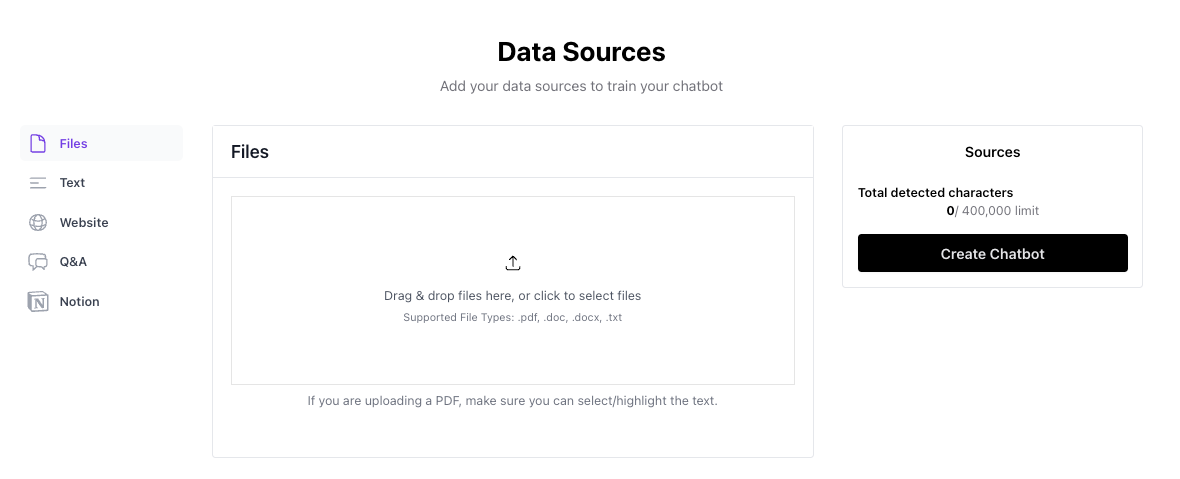 Data Sources
Add your data sources to train your chatbot
Files
Text
Website
Q&A
Notion
Files
Drag & drop files here, or click to select files
Supported File Types: .pdf, .doc, .docx, .txt
If you are uploading a PDF, make sure you can select/highlight the text.
Sources
Total detected characters
0/ 400,000 limit
Create Chatbot